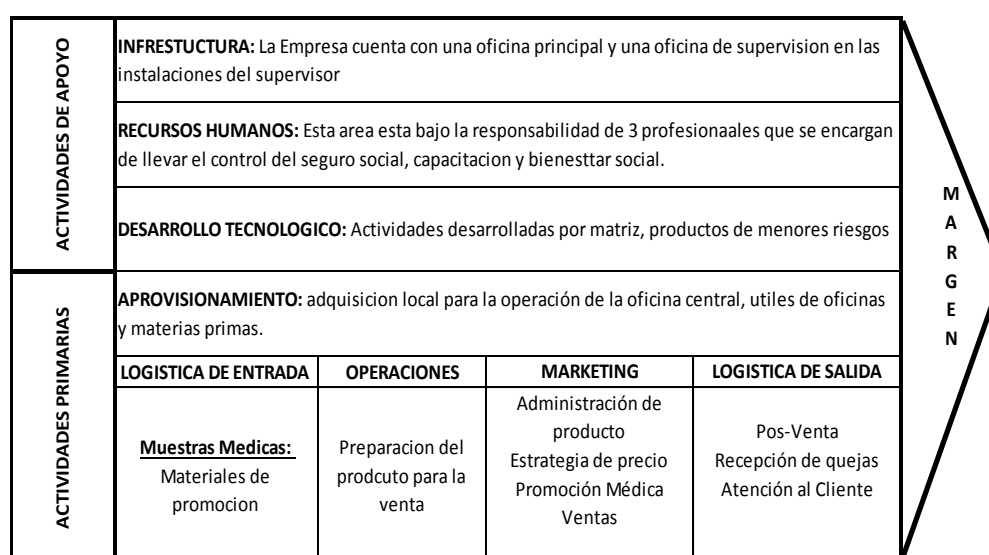 ACTIVIDADES DE APOYO
INFRESTUCTURA: La Empresa cuenta con una oficina principal y una oficina de supervision en las
instalaciones del supervisor
RECURSOS HUMANOS: Esta area esta bajo la responsabilidad de 3 profesionaales que se encargan
de llevar el control del seguro social, capacitacion y bienesttar social.
DESARROLLO TECNOLOGICO: Actividades desarrolladas por matriz, productos de menores riesgos
ACTIVIDADES PRIMARIAS
APROVISIONAMIENTO: adquisicion local para la operación de la oficina central, utiles de oficinas
y materias primas.
LOGISTICA DE ENTRADA
Muestras Medicas:
Materiales de
promocion
OPERACIONES
Preparacion del
prodcuto para la
venta
MARKETING
Administración de
producto
Estrategia de precio
Promoción Médica
Ventas
LOGISTICA DE SALIDA
Pos-Venta
Recepción de quejas
Atención al Cliente
M
A
R
G
E
N